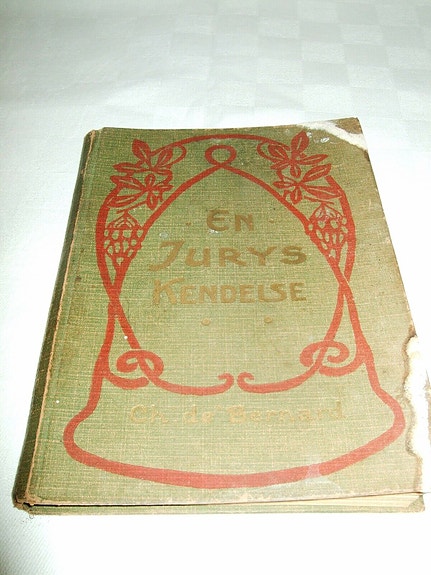 EN
JURYS
KENDELSE
Ch. de Bernard